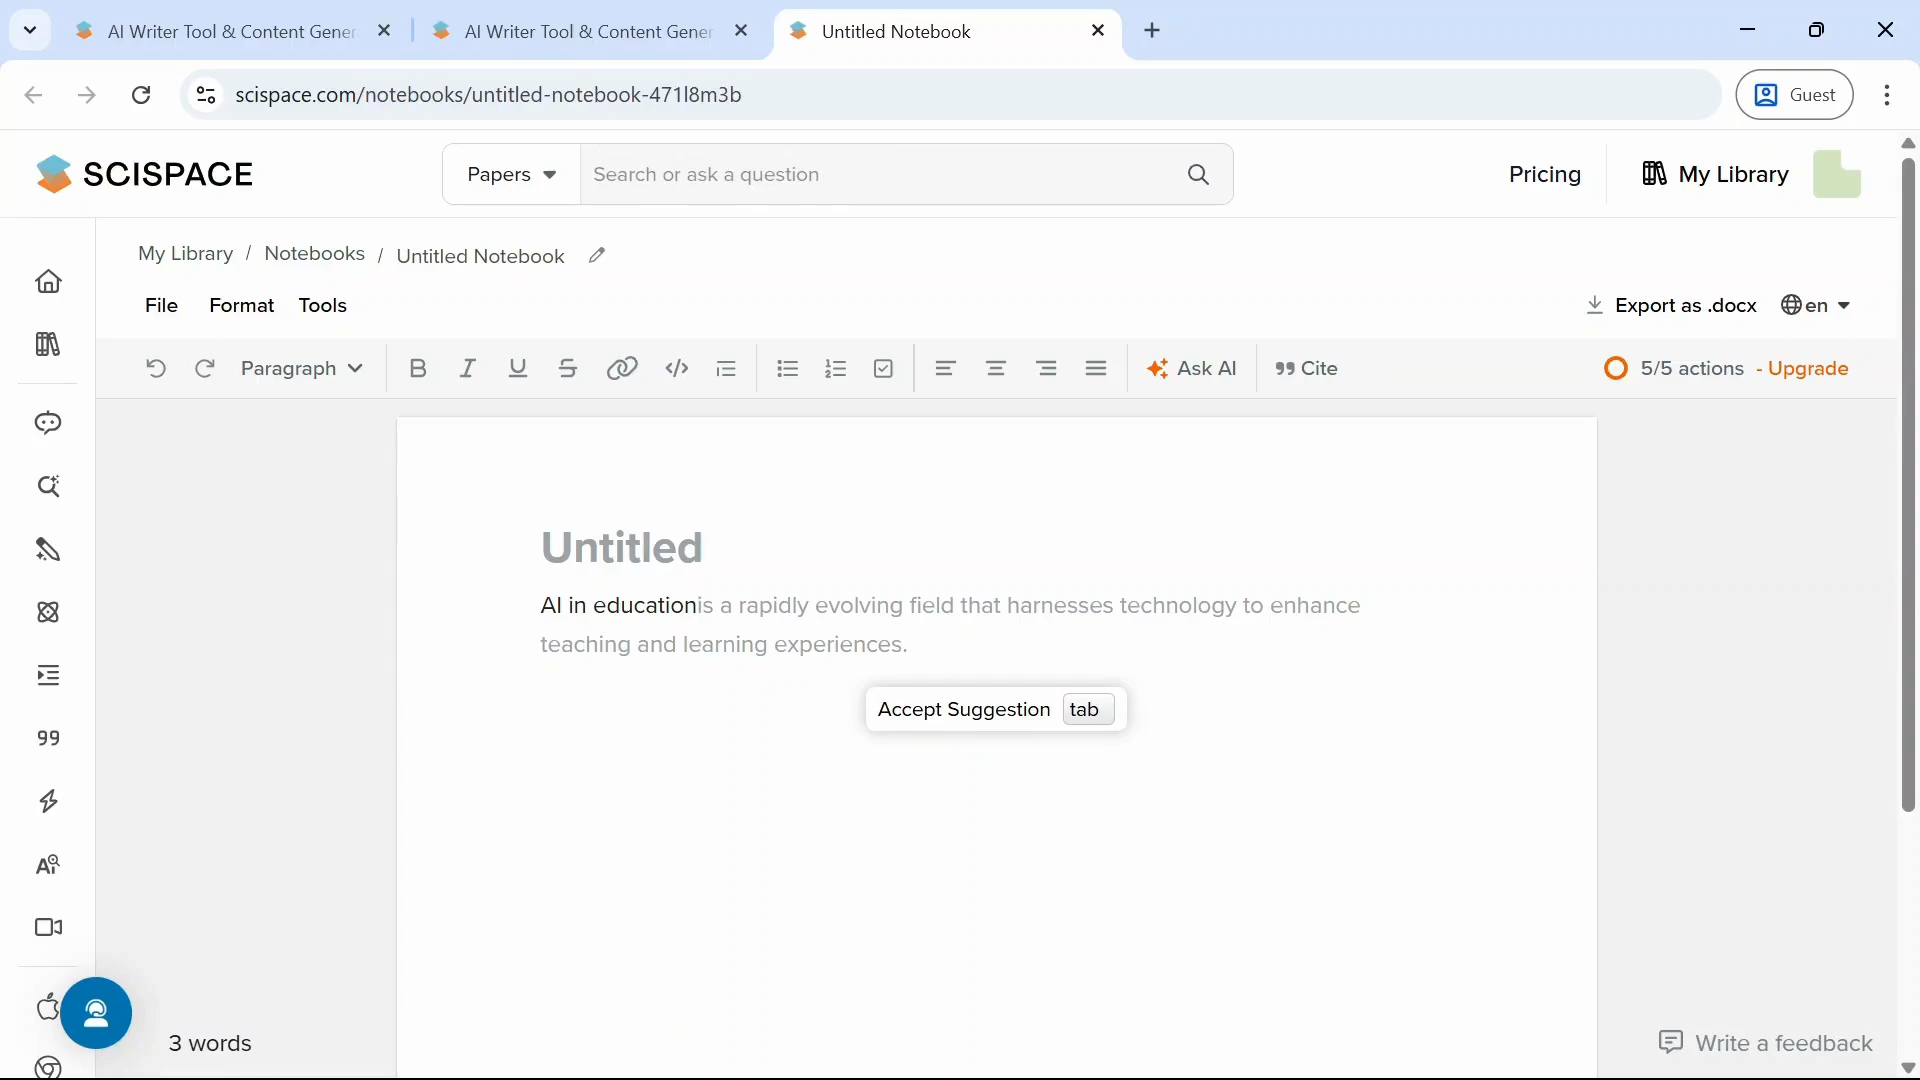 AI Writer Tool & Content Gener
AI Writer Tool & Content Gener
Untitled Notebook
scispace.com/notebooks/untitled-notebook-471l8m3b
Guest
SCISPACE
Papers
Search or ask a question
Pricing
My Library
My Library / Notebooks / Untitled Notebook
File Format Tools
Export as .docx
en
Paragraph
B I U S
Ask AI
Cite
5/5 actions - Upgrade
Untitled
AI in educationis a rapidly evolving field that harnesses technology to enhance
teaching and learning experiences.
Accept Suggestion tab
3 words
Write a feedback